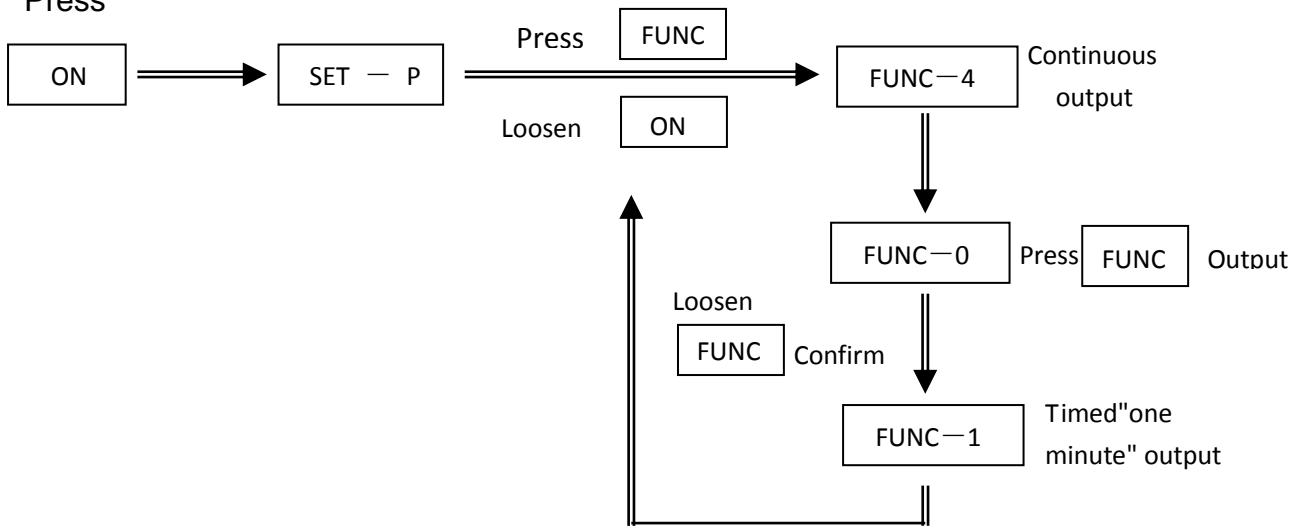 Press
ON
SET － P
Press FUNC
Loosen ON
FUNC－4
Continuous
output
FUNC－0
Press FUNC Output
Loosen
FUNC Confirm
FUNC－1
Timed"one
minute" output